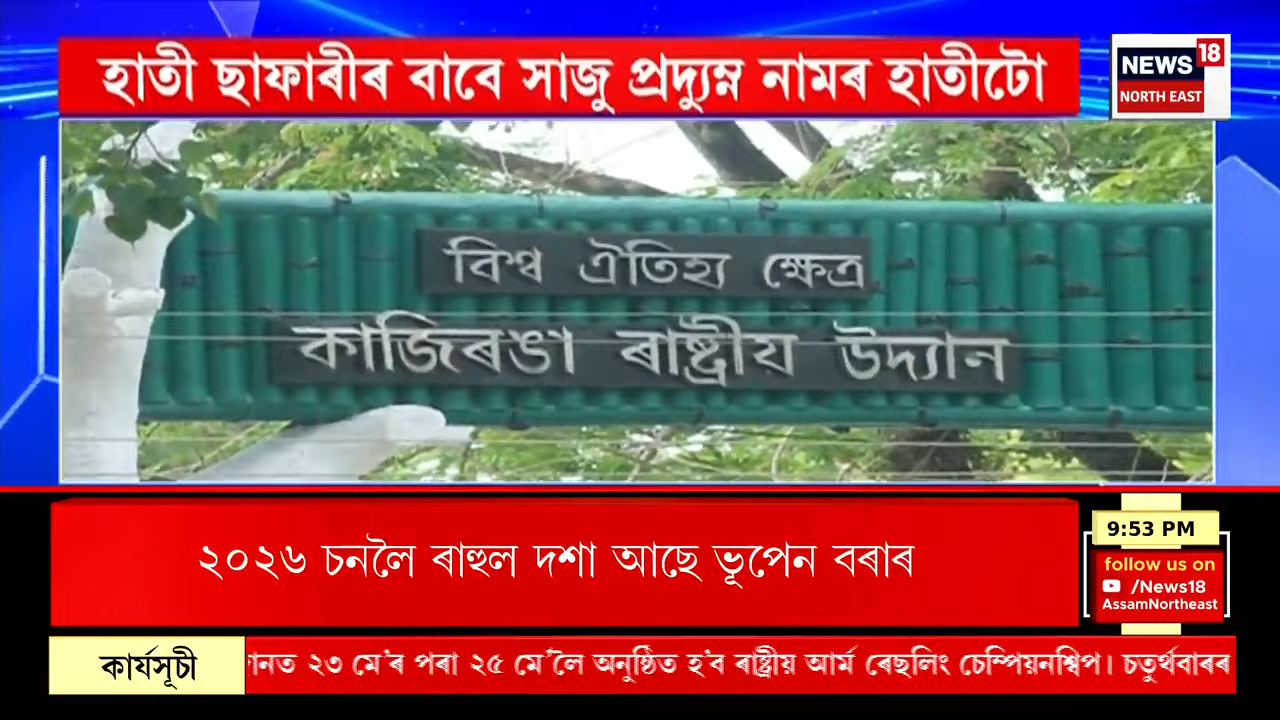 হাতী ছাফাৰীৰ বাবে সাজু প্ৰদ্যুম্ন নামৰ হাতীটো
NEWS 18
NORTH EAST
বিশ্ব ঐতিহ্য ক্ষেত্ৰ
কাজিৰঙা ৰাষ্ট্ৰীয় উদ্যান
২০২৬ চনলৈ ৰাহুল দশা আছে ভূপেন বৰাৰ
9:53 PM
follow us on
/News18
AssamNortheast
কাৰ্যসূচী
২৩ মে'ৰ পৰা ২৫ মে'লৈ অনুষ্ঠিত হ'ব ৰাষ্ট্ৰীয় আৰ্ম ৰেছলিং চেম্পিয়নশ্বিপ। চতুৰ্থবাৰৰ